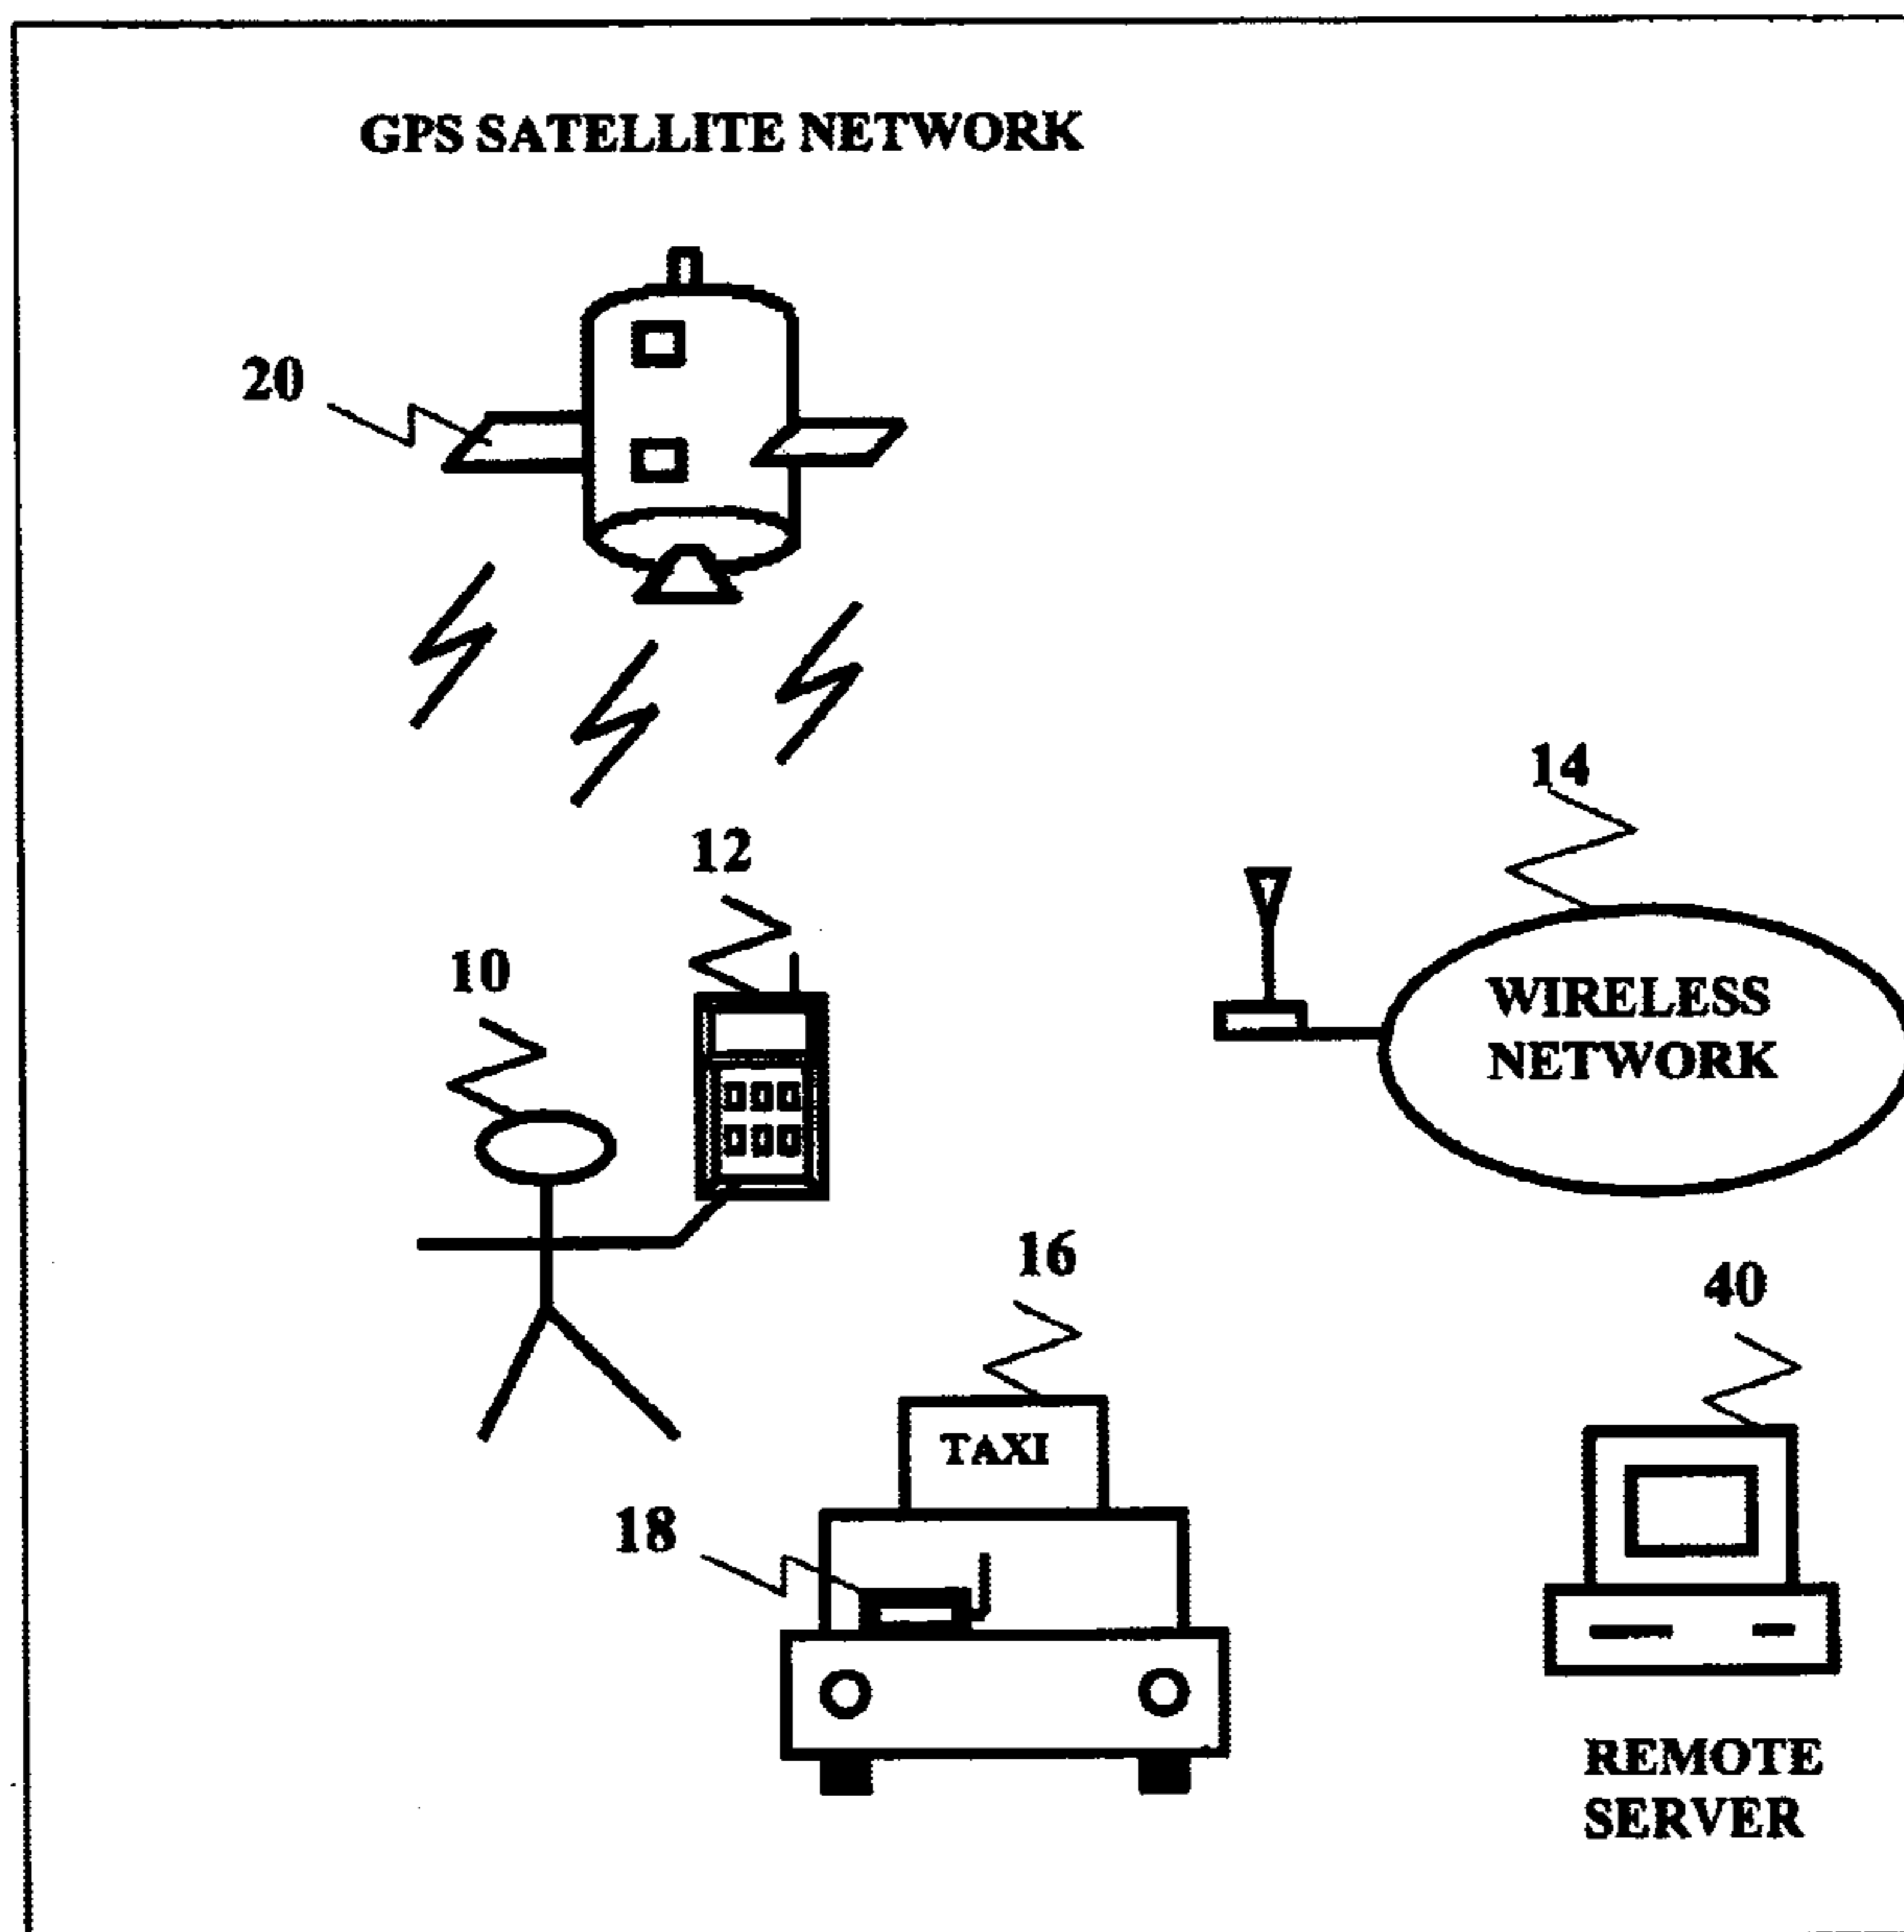 GPS SATELLITE NETWORK
20
14
12
10
WIRELESS
NETWORK
16
40
TAXI
18
REMOTE
SERVER